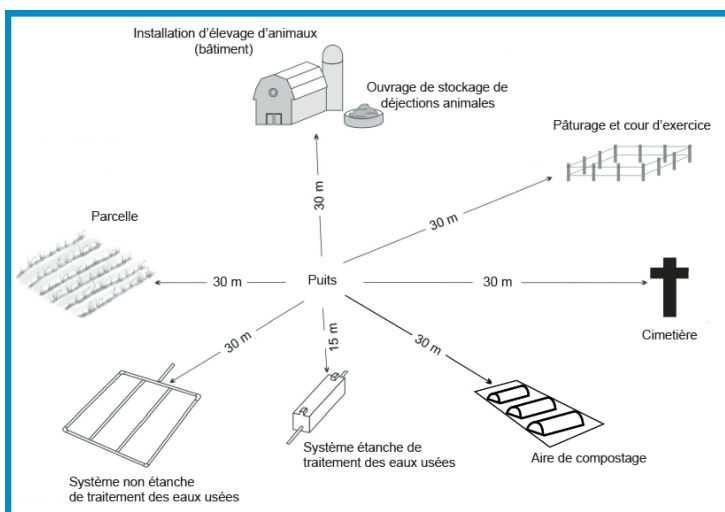 Installation d'élevage d'animaux
(bâtiment)
Ouvrage de stockage de
déjections animales
Pâturage et cour d'exercice
30 m
30 m
Parcelle
30 m
Puits
30 m
Cimetière
30 m
15 m
30 m
Système étanche de
traitement des eaux usées
Aire de compostage
Système non étanche
de traitement des eaux usées